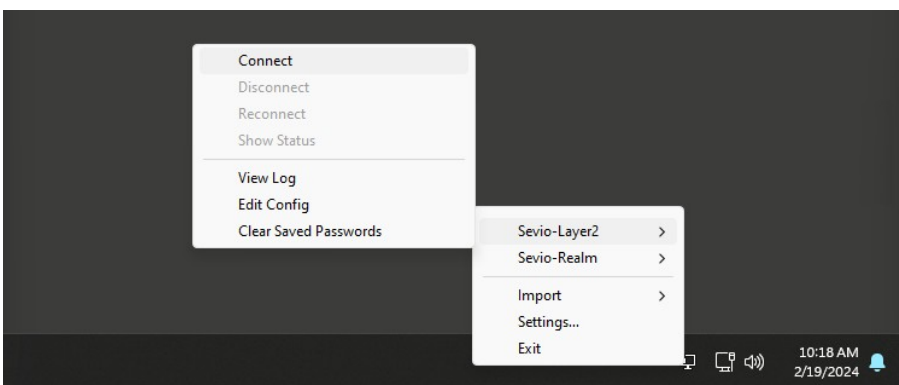 Connect
Disconnect
Reconnect
Show Status
View Log
Edit Config
Clear Saved Passwords
Sevio-Layer2
Sevio-Realm
Import
Settings...
Exit
10:18 AM
2/19/2024